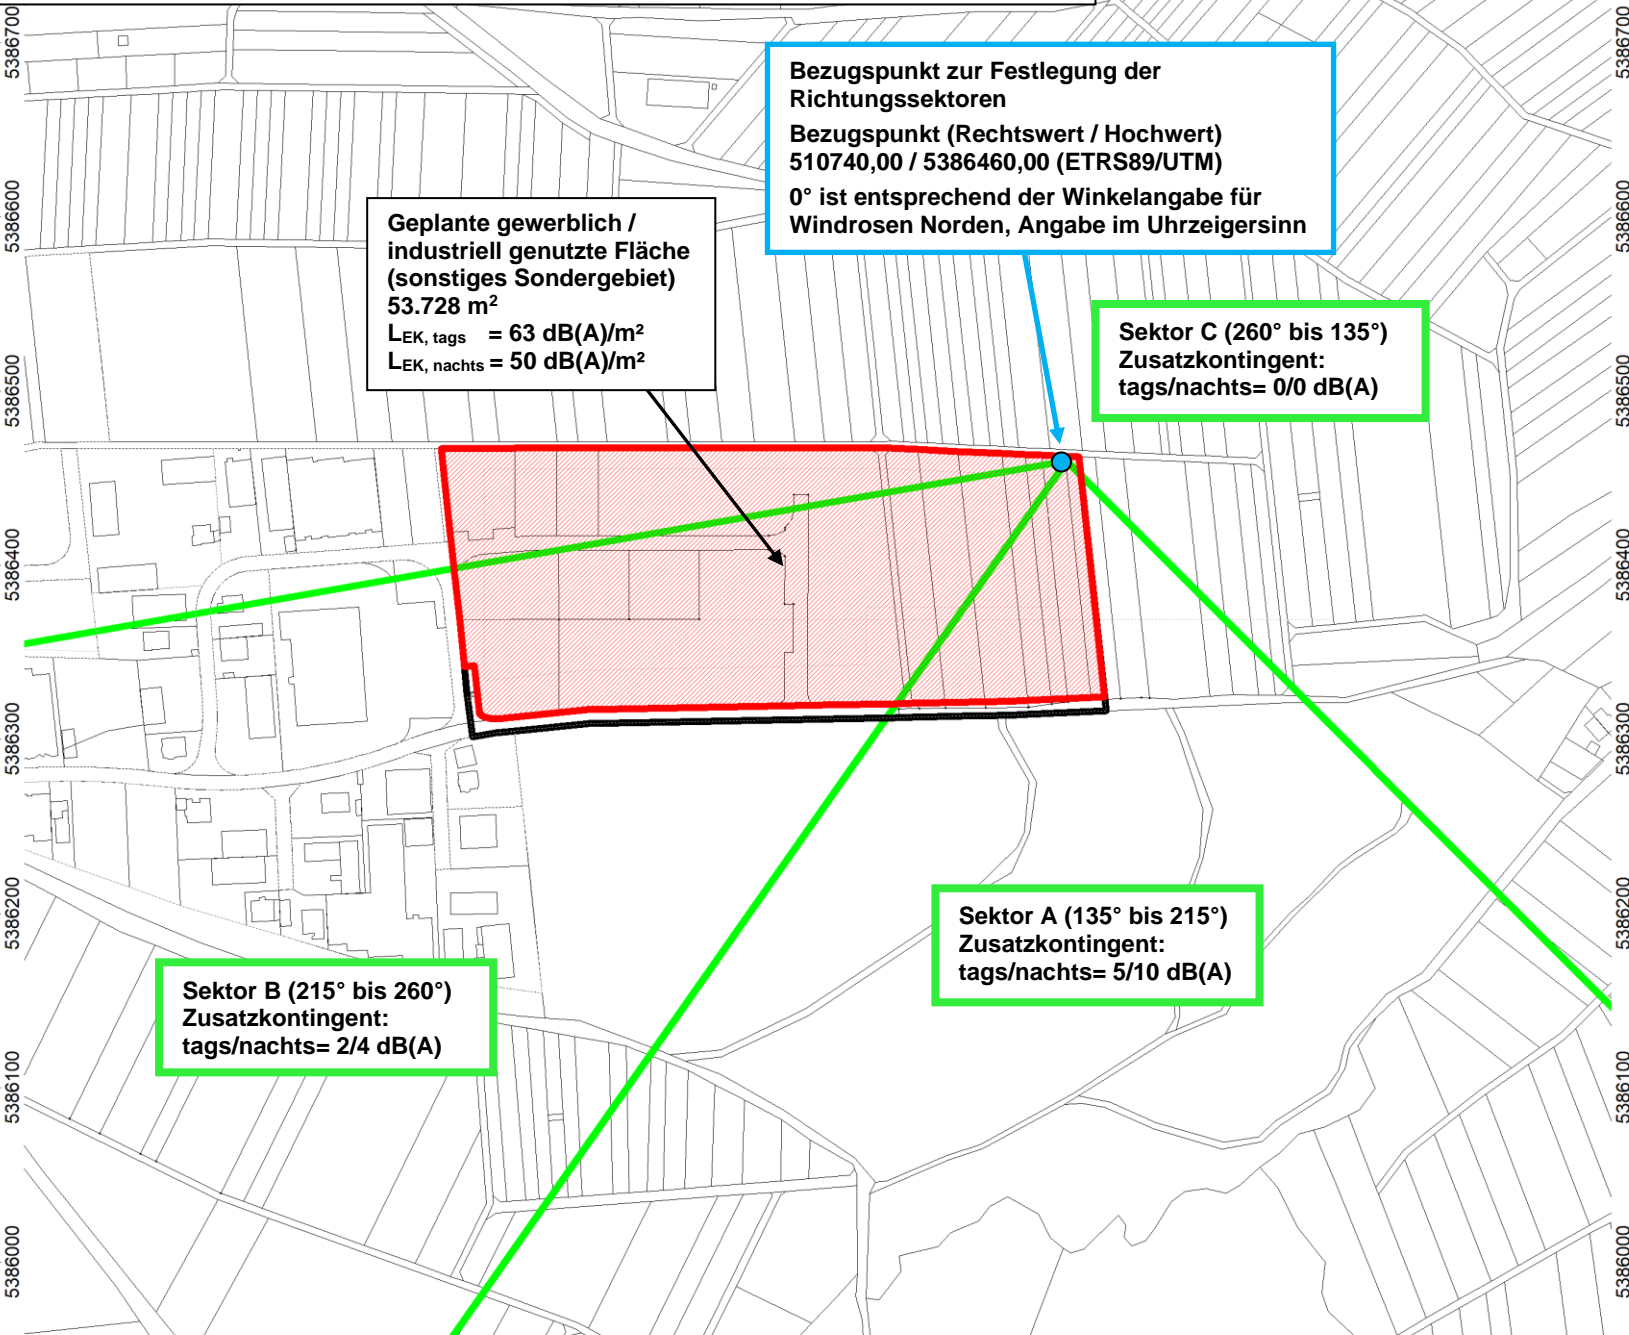 Bezugspunkt zur Festlegung der
Richtungssektoren
Bezugspunkt (Rechtswert / Hochwert)
510740,00 / 5386460,00 (ETRS89/UTM)
0° ist entsprechend der Winkelangabe für
Windrosen Norden, Angabe im Uhrzeigersinn
Geplante gewerblich /
industriell genutzte Fläche
(sonstiges Sondergebiet)
53.728 m²
LEK, tags = 63 dB(A)/m²
LEK, nachts = 50 dB(A)/m²
Sektor C (260° bis 135°)
Zusatzkontingent:
tags/nachts= 0/0 dB(A)
Sektor A (135° bis 215°)
Zusatzkontingent:
tags/nachts= 5/10 dB(A)
Sektor B (215° bis 260°)
Zusatzkontingent:
tags/nachts= 2/4 dB(A)
5386700
5386600
5386500
5386400
5386300
5386200
5386100
5386000
5386700
5386600
5386500
5386400
5386300
5386200
5386100
5386000